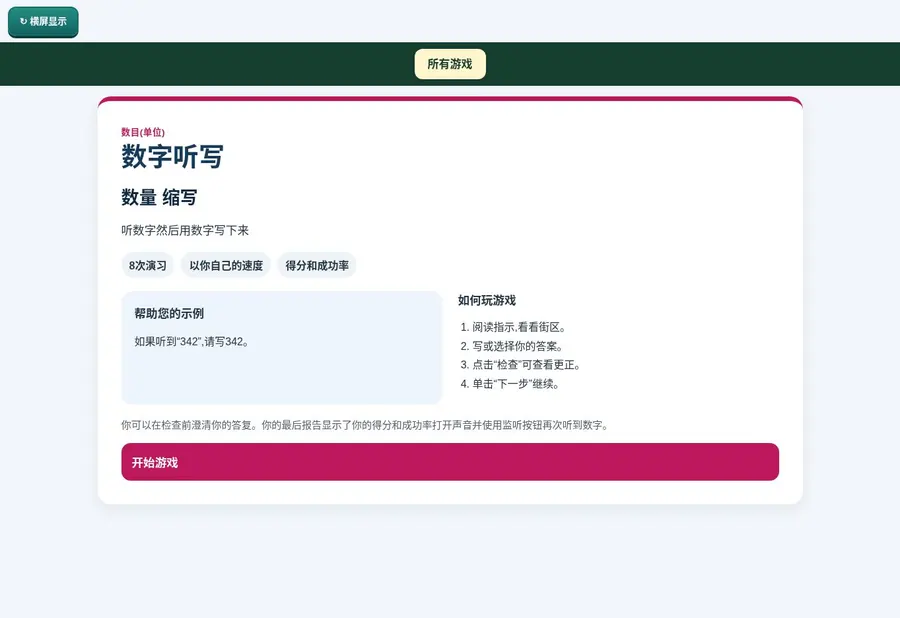 ↻ 横屏显示
所有游戏
数目(单位)
数字听写
数量 缩写
听数字然后用数字写下来
8次演习
以你自己的速度
得分和成功率
帮助您的示例
如果听到“342”,请写342。
如何玩游戏
1. 阅读指示,看看街区。
2. 写或选择你的答案。
3. 点击“检查”可查看更正。
4. 单击“下一步”继续。
你可以在检查前澄清你的答复。你的最后报告显示了你的得分和成功率打开声音并使用监听按钮再次听到数字。
开始游戏